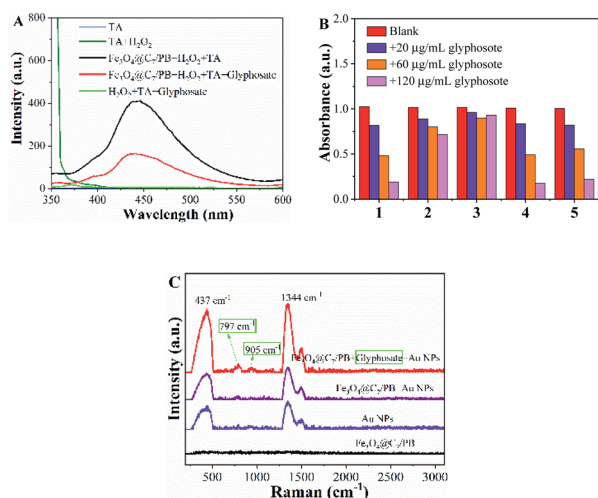 A
TA
TA+H₂O₂
Fe₃O₄@C₇/PB+H₂O₂+TA
Fe₃O₄@C₇/PB+H₂O₂+TA+Glyphosate
H₂O₂+TA+Glyphosate
Intensity (a.u.)
800
600
400
200
0
350 400 450 500 550 600
Wavelength (nm)
B
Blank
+20 μg/mL glyphosote
+60 μg/mL glyphosote
+120 μg/mL glyphosote
Absorbance (a.u.)
2.0
1.5
1.0
0.5
0.0
1 2 3 4 5
C
437 cm⁻¹
1344 cm⁻¹
797 cm⁻¹
905 cm⁻¹
Fe₃O₄@C₇/PB+Glyphosate+Au NPs
Fe₃O₄@C₇/PB+Au NPs
Au NPs
Fe₃O₄@C₇/PB
Intensity (a.u.)
500 1000 1500 2000 2500 3000
Raman (cm⁻¹)